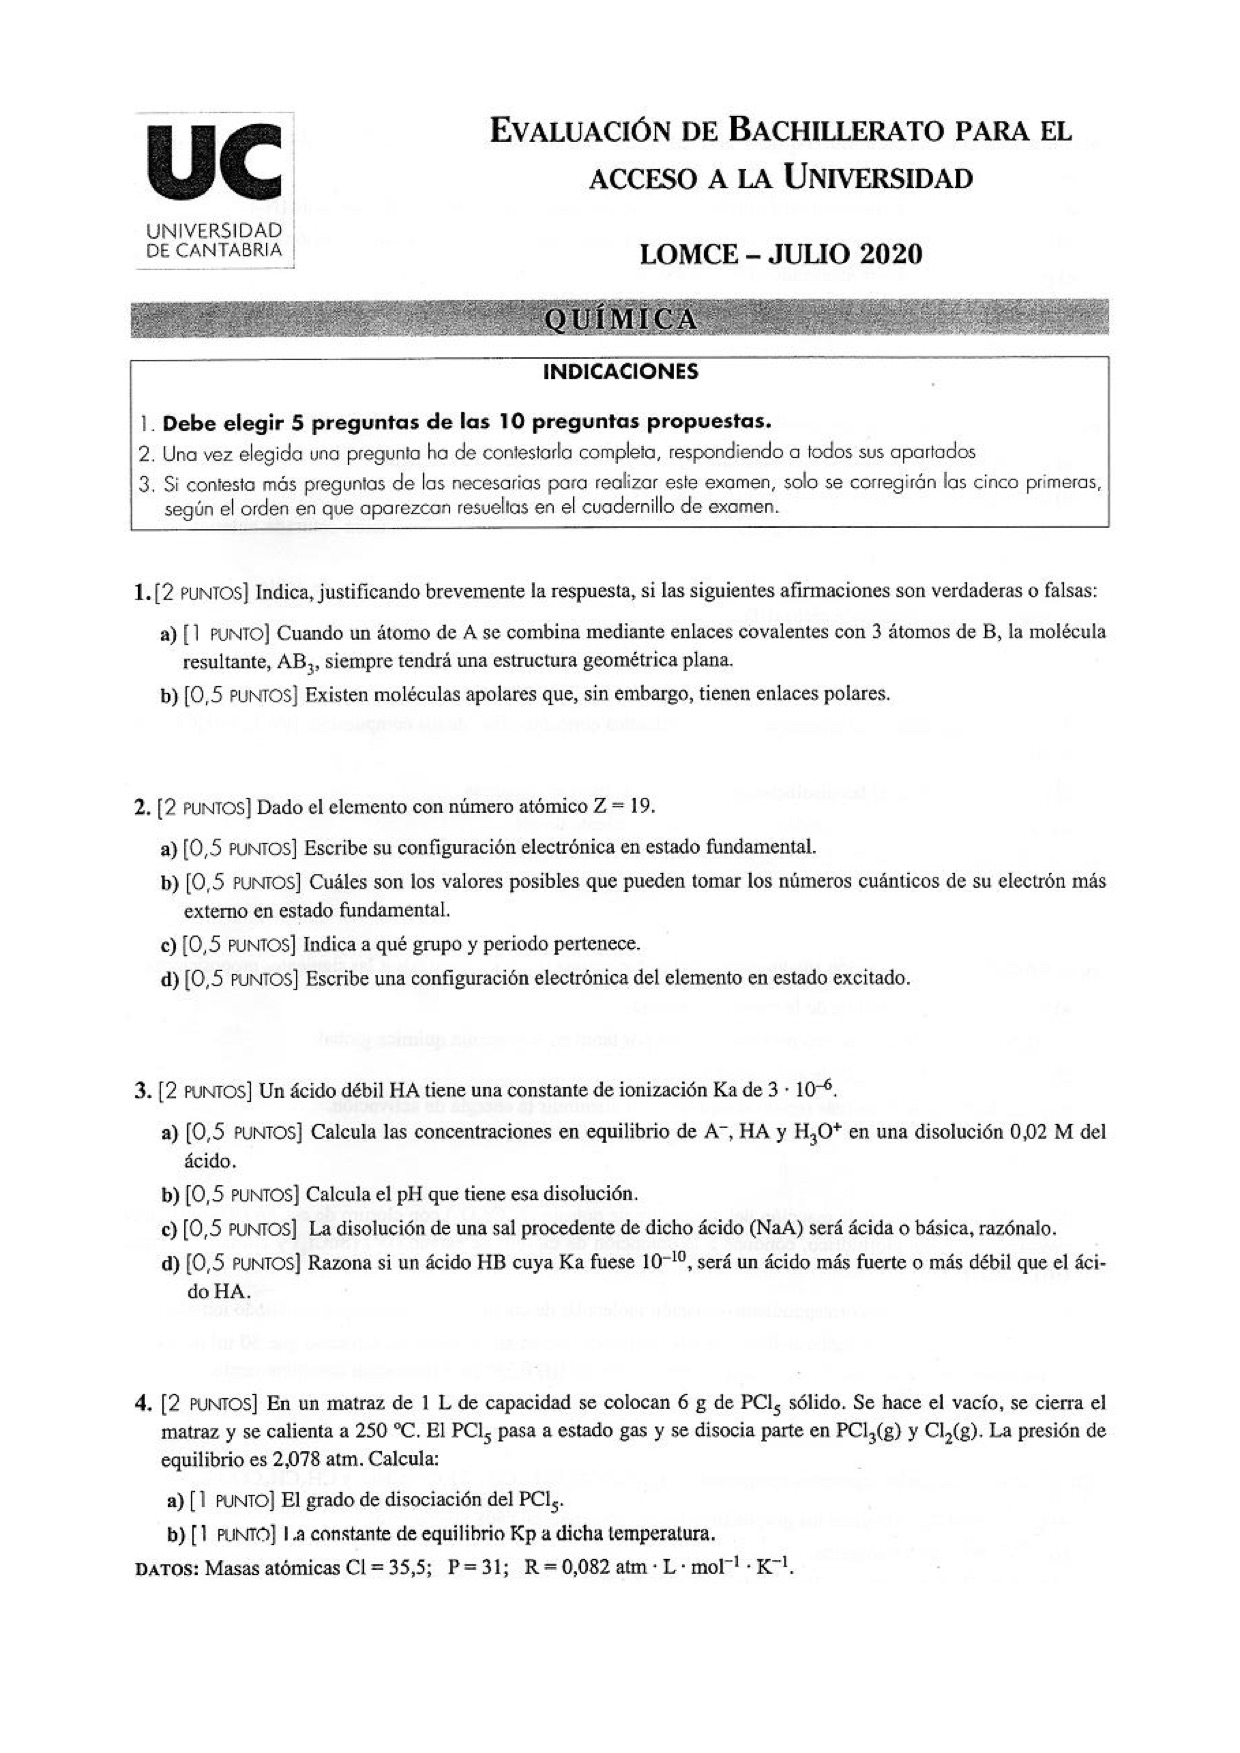 UC
UNIVERSIDAD
DE CANTABRIA
EVALUACIÓN DE BACHILLERATO PARA EL
ACCESO A LA UNIVERSIDAD
LOMCE – JULIO 2020
QUÍMICA
INDICACIONES
1. Debe elegir 5 preguntas de las 10 preguntas propuestas.
2. Una vez elegida una pregunta ha de contestarla completa, respondiendo a todos sus apartados
3. Si contesta más preguntas de las necesarias para realizar este examen, solo se corregirán las cinco primeras,
según el orden en que aparezcan resueltas en el cuadernillo de examen.
1. [2 PUNTOS] Indica, justificando brevemente la respuesta, si las siguientes afirmaciones son verdaderas o falsas:
a) [1 PUNTO] Cuando un átomo de A se combina mediante enlaces covalentes con 3 átomos de B, la molécula
resultante, AB₃, siempre tendrá una estructura geométrica plana.
b) [0,5 PUNTOS] Existen moléculas apolares que, sin embargo, tienen enlaces polares.
2. [2 PUNTOS] Dado el elemento con número atómico Z = 19.
a) [0,5 PUNTOS] Escribe su configuración electrónica en estado fundamental.
b) [0,5 PUNTOS] Cuáles son los valores posibles que pueden tomar los números cuánticos de su electrón más
externo en estado fundamental.
c) [0,5 PUNTOS] Indica a qué grupo y periodo pertenece.
d) [0,5 PUNTOS] Escribe una configuración electrónica del elemento en estado excitado.
3. [2 PUNTOS] Un ácido débil HA tiene una constante de ionización Ka de 3 · 10⁻⁶.
a) [0,5 PUNTOS] Calcula las concentraciones en equilibrio de A⁻, HA y H₃O⁺ en una disolución 0,02 M del
ácido.
b) [0,5 PUNTOS] Calcula el pH que tiene esa disolución.
c) [0,5 PUNTOS] La disolución de una sal procedente de dicho ácido (NaA) será ácida o básica, razónalo.
d) [0,5 PUNTOS] Razona si un ácido HB cuya Ka fuese 10⁻¹⁰, será un ácido más fuerte o más débil que el áci-
do HA.
4. [2 PUNTOS] En un matraz de 1 L de capacidad se colocan 6 g de PCl₅ sólido. Se hace el vacío, se cierra el
matraz y se calienta a 250 ºC. El PCl₅ pasa a estado gas y se disocia parte en PCl₃(g) y Cl₂(g). La presión de
equilibrio es 2,078 atm. Calcula:
a) [1 PUNTO] El grado de disociación del PCl₅.
b) [1 PUNTO] La constante de equilibrio Kp a dicha temperatura.
DATOS: Masas atómicas Cl = 35,5; P = 31; R = 0,082 atm · L · mol⁻¹ · K⁻¹.